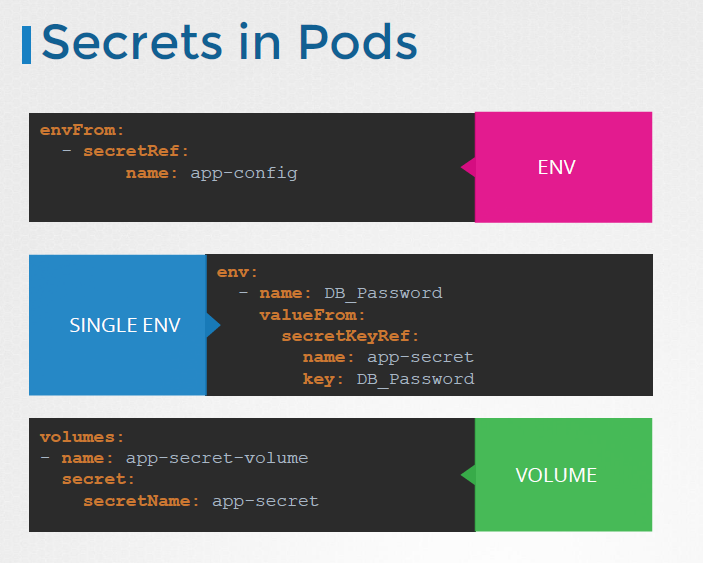 Secrets in Pods
envFrom:
  - secretRef:
        name: app-config
ENV
SINGLE ENV
env:
  - name: DB_Password
    valueFrom:
      secretKeyRef:
        name: app-secret
        key: DB_Password
volumes:
- name: app-secret-volume
  secret:
    secretName: app-secret
VOLUME